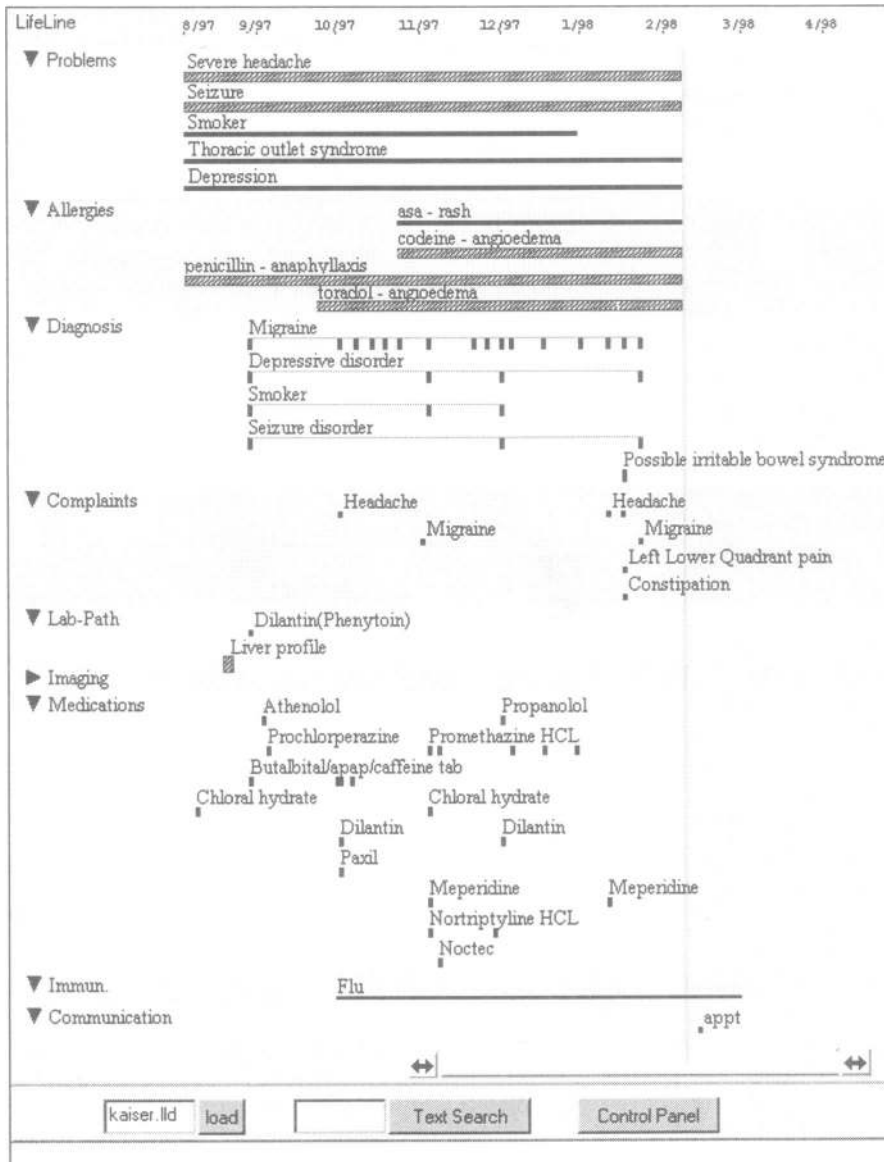 LifeLine 8/97 9/97 10/97 11/97 12/97 1/98 2/98 3/98 4/98
Problems Severe headache
Seizure
Smoker
Thoracic outlet syndrome
Depression
Allergies asa - rash
codeine - angioedema
penicillin - anaphyllaxis
toradol - angioedema
Diagnosis Migraine
Depressive disorder
Smoker
Seizure disorder
Possible irritable bowel syndrome
Complaints Headache Headache
Migraine Migraine
Left Lower Quadrant pain
Constipation
Lab-Path Dilantin(Phenytoin)
Liver profile
Imaging
Medications Athenolol Propanolol
Prochlorperazine Promethazine HCL
Butalbital/apap/caffeine tab
Chloral hydrate Chloral hydrate
Dilantin Dilantin
Paxil
Meperidine Meperidine
Nortriptyline HCL
Noctec
Immun. Flu
Communication appt
kaiser.lld load Text Search Control Panel